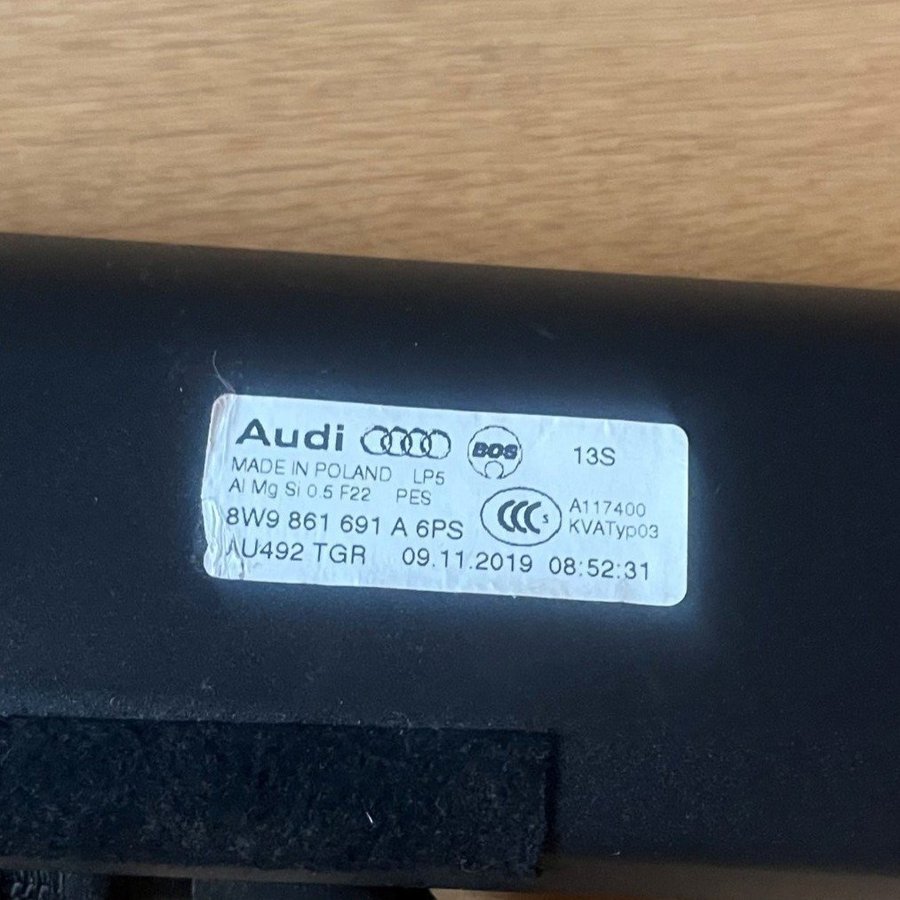 Audi BOS 13S
MADE IN POLAND LP5
Al Mg Si 0.5 F22 PES
CCC S A117400
KVATyp03
8W9 861 691 A 6PS
AU492 TGR 09.11.2019 08:52:31